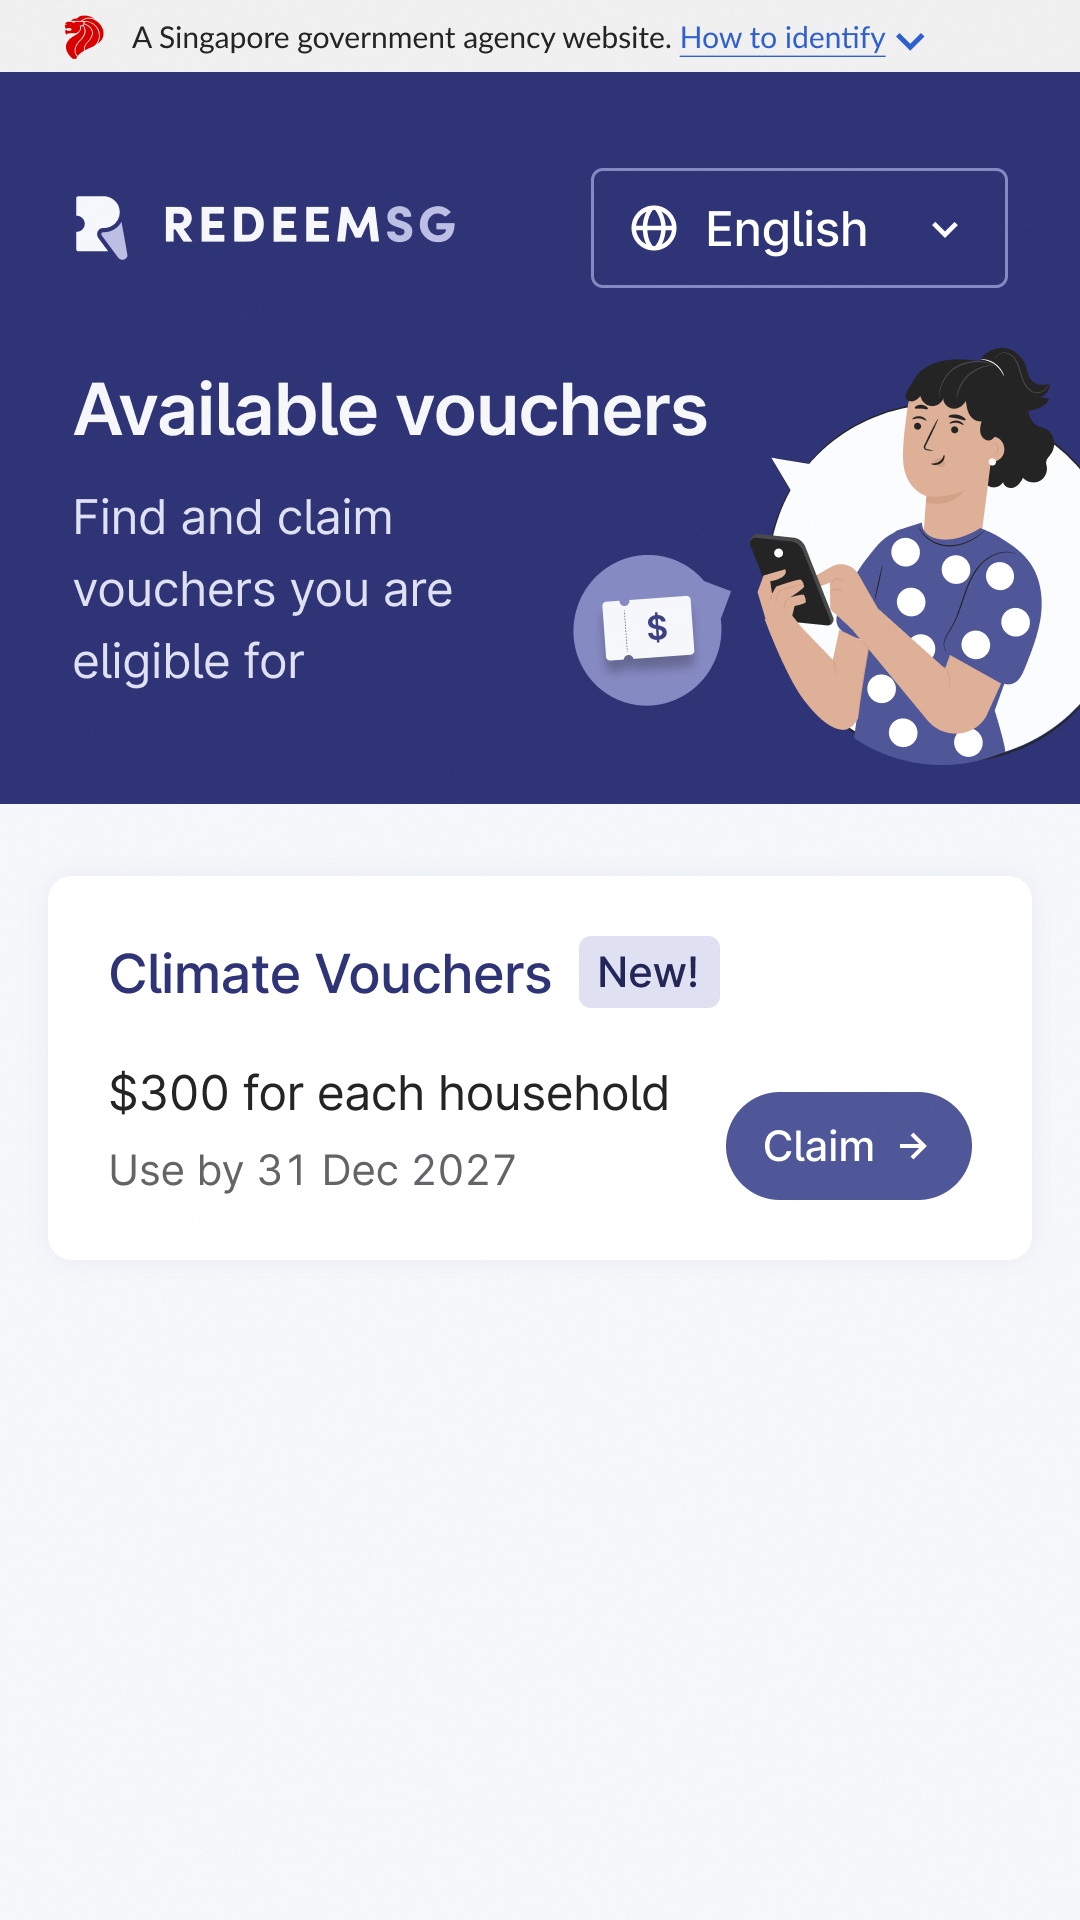 A Singapore government agency website. How to identify
REDEEMSG
English
Available vouchers
Find and claim
vouchers you are
eligible for
$
Climate Vouchers New!
$300 for each household
Use by 31 Dec 2027
Claim →